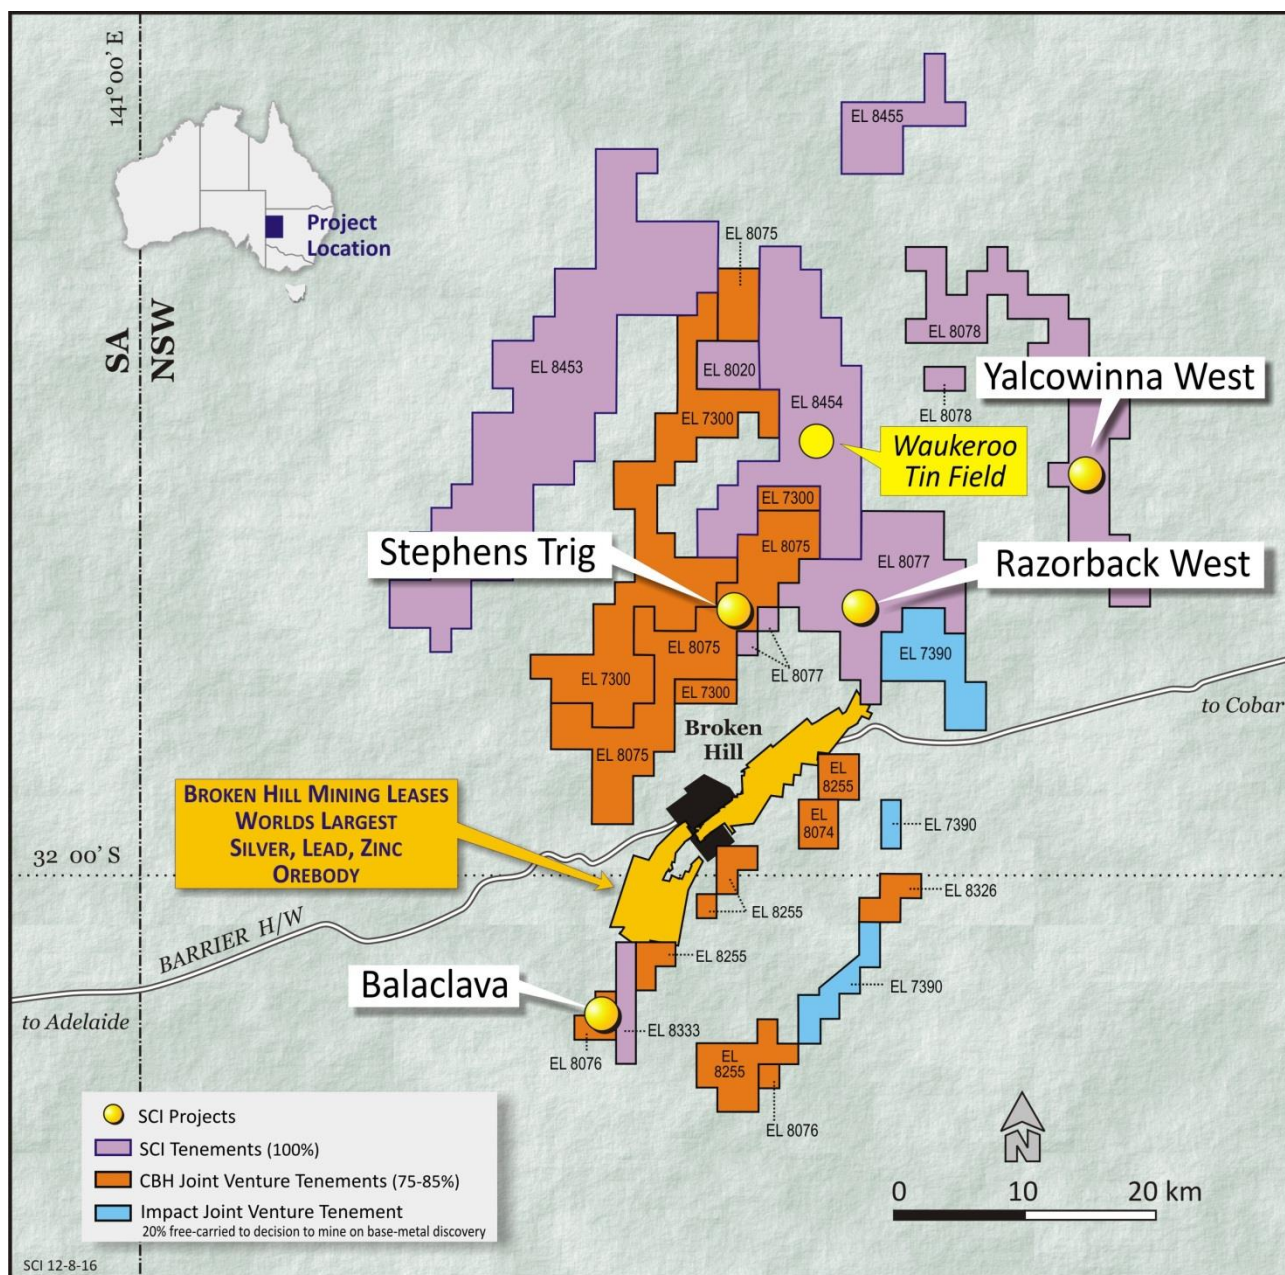 141°00' E
EL 8455
Project
Location
EL 8075
SA
NSW
EL 8078
EL 8453
EL 8020
Yalcowinna West
EL 8078
EL 8454
EL 7300
Waukeroo
Tin Field
EL 7300
Stephens Trig
EL 8075
EL 8077
Razorback West
EL 8075
EL 7390
EL 8077
EL 7300
EL 7300
to Cobar
Broken
Hill
EL 8075
EL
8255
BROKEN HILL MINING LEASES
WORLDS LARGEST
SILVER, LEAD, ZINC
OREBODY
EL
8074
EL 7390
32 00' S
EL 8326
EL 8255
BARRIER H/W
EL 8255
Balaclava
EL 7390
to Adelaide
EL 8333
EL 8076
EL
8255
EL 8076
SCI Projects
SCI Tenements (100%)
CBH Joint Venture Tenements (75-85%)
Impact Joint Venture Tenement
20% free-carried to decision to mine on base-metal discovery
N
0 10 20 km
SCI 12-8-16